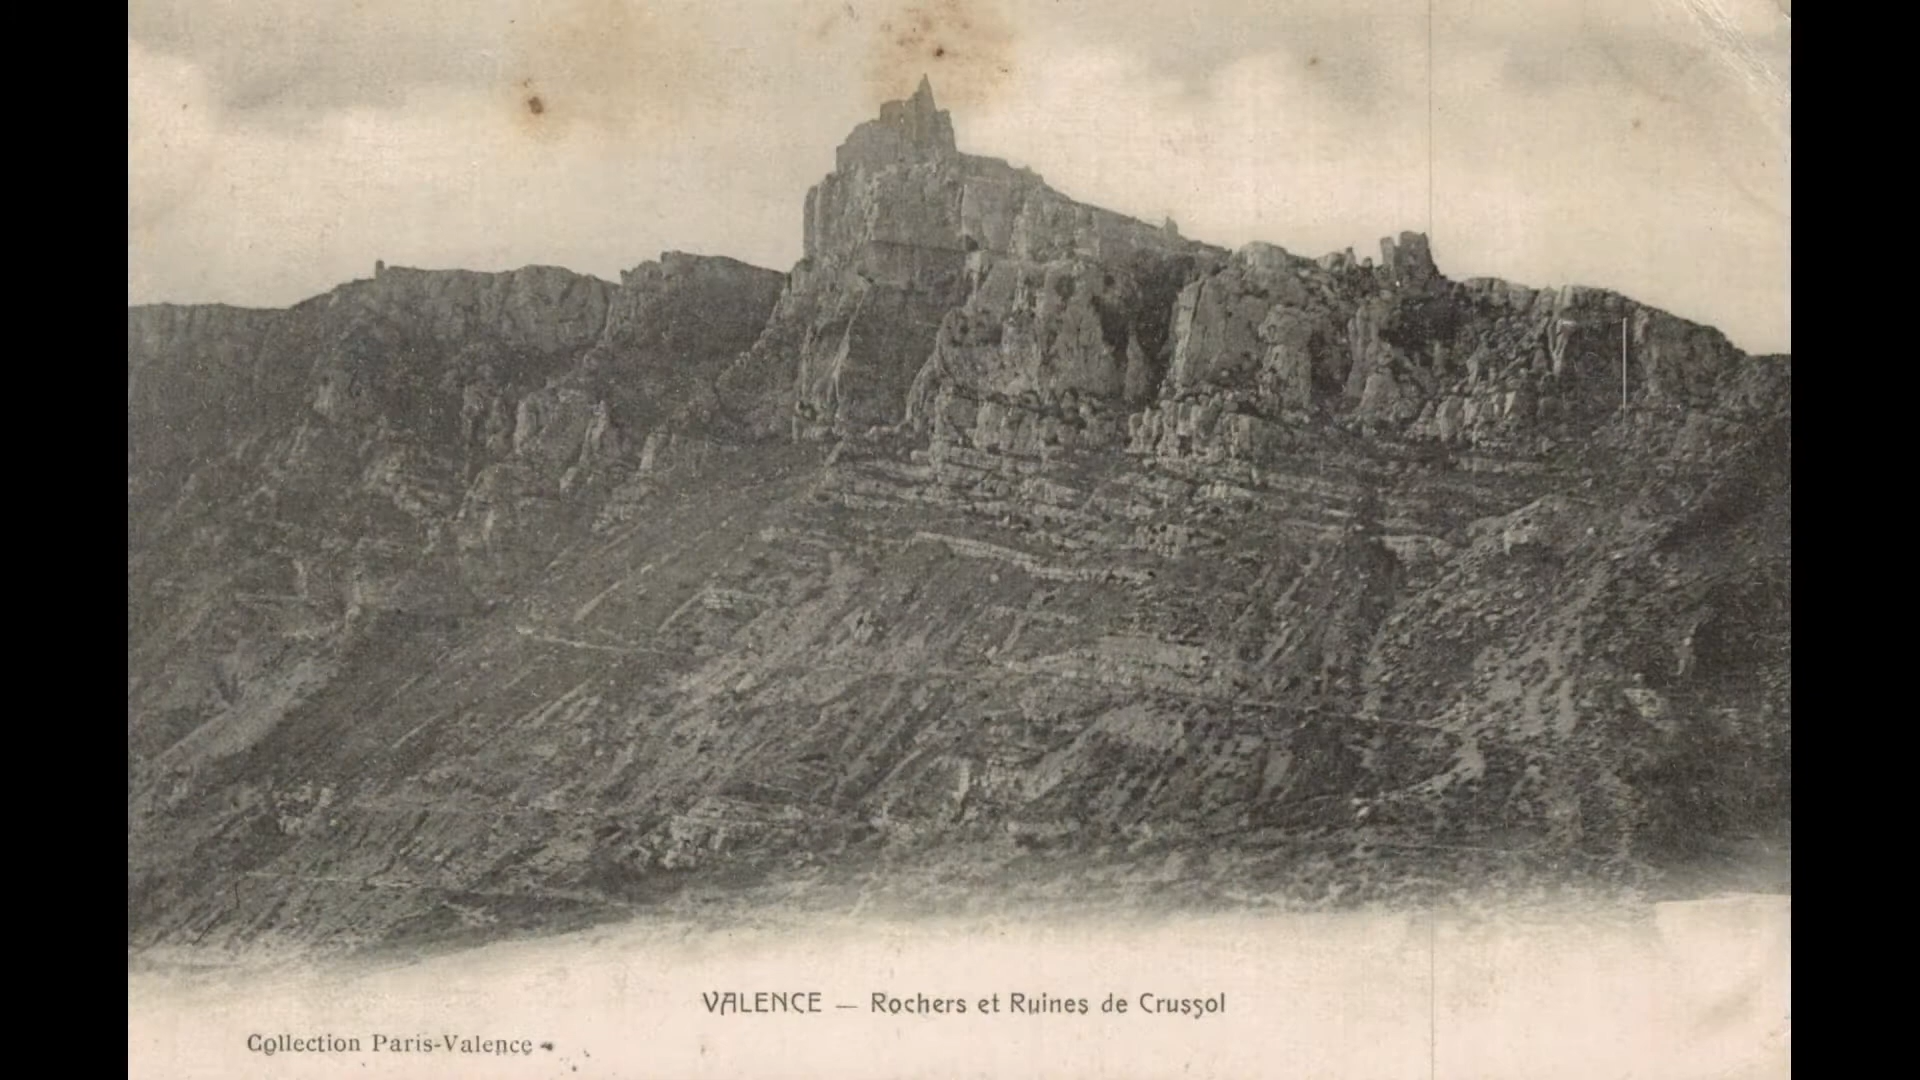 VALENCE — Rochers et Ruines de Crussol
Collection Paris-Valence